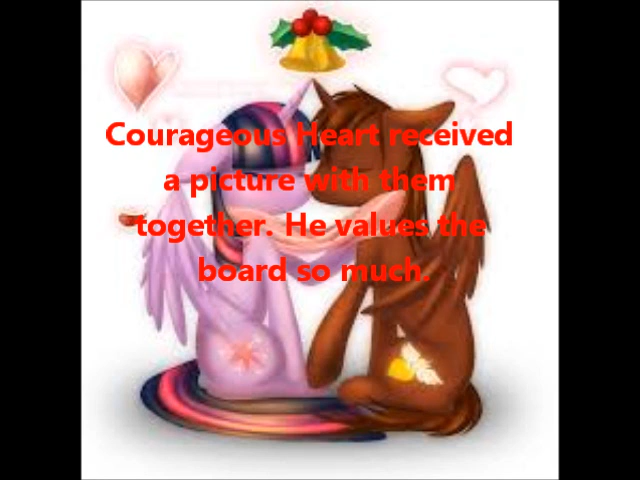 Courageous Heart received
a picture with them
together. He values the
board so much.